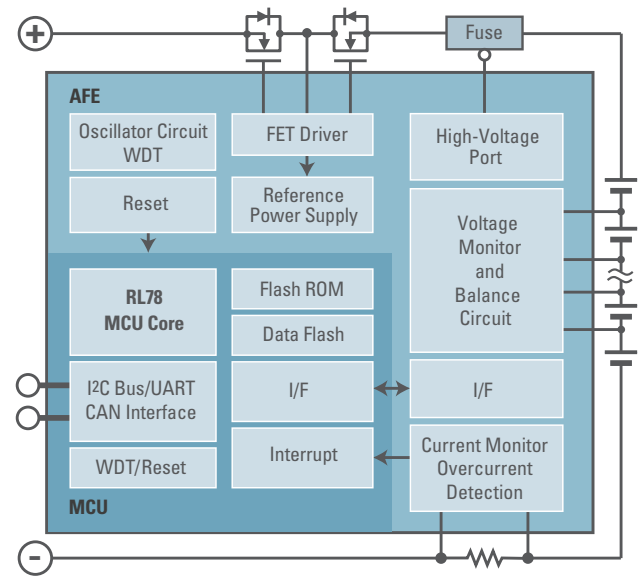 +
Fuse
AFE
Oscillator Circuit
WDT
FET Driver
High-Voltage
Port
Reset
Reference
Power Supply
Voltage
Monitor
and
Balance
Circuit
RL78
MCU Core
Flash ROM
Data Flash
I²C Bus/UART
CAN Interface
I/F
I/F
WDT/Reset
Interrupt
Current Monitor
Overcurrent
Detection
MCU
-